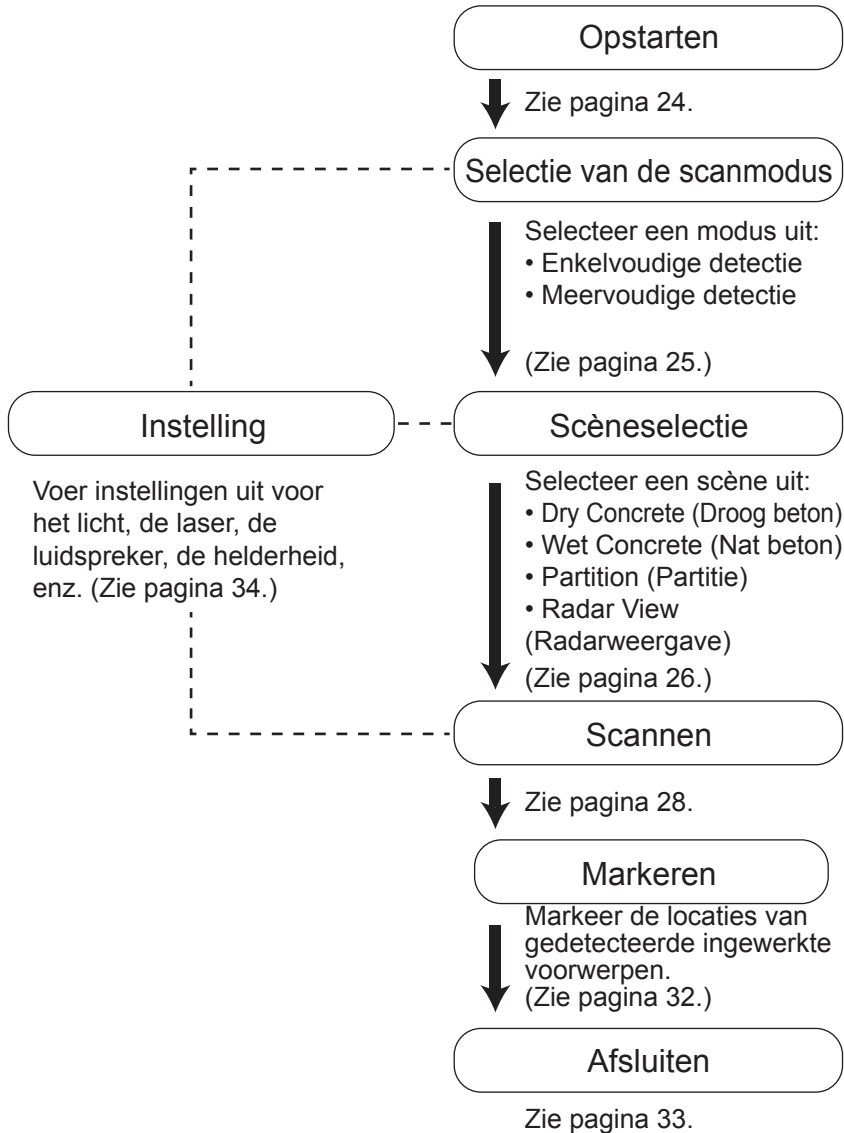 Opstarten
Zie pagina 24.
Selectie van de scanmodus
Selecteer een modus uit:
• Enkelvoudige detectie
• Meervoudige detectie
(Zie pagina 25.)
Instelling
Voer instellingen uit voor
het licht, de laser, de
luidspreker, de helderheid,
enz. (Zie pagina 34.)
Scèneselectie
Selecteer een scène uit:
• Dry Concrete (Droog beton)
• Wet Concrete (Nat beton)
• Partition (Partitie)
• Radar View
(Radarweergave)
(Zie pagina 26.)
Scannen
Zie pagina 28.
Markeren
Markeer de locaties van
gedetecteerde ingewerkte
voorwerpen.
(Zie pagina 32.)
Afsluiten
Zie pagina 33.